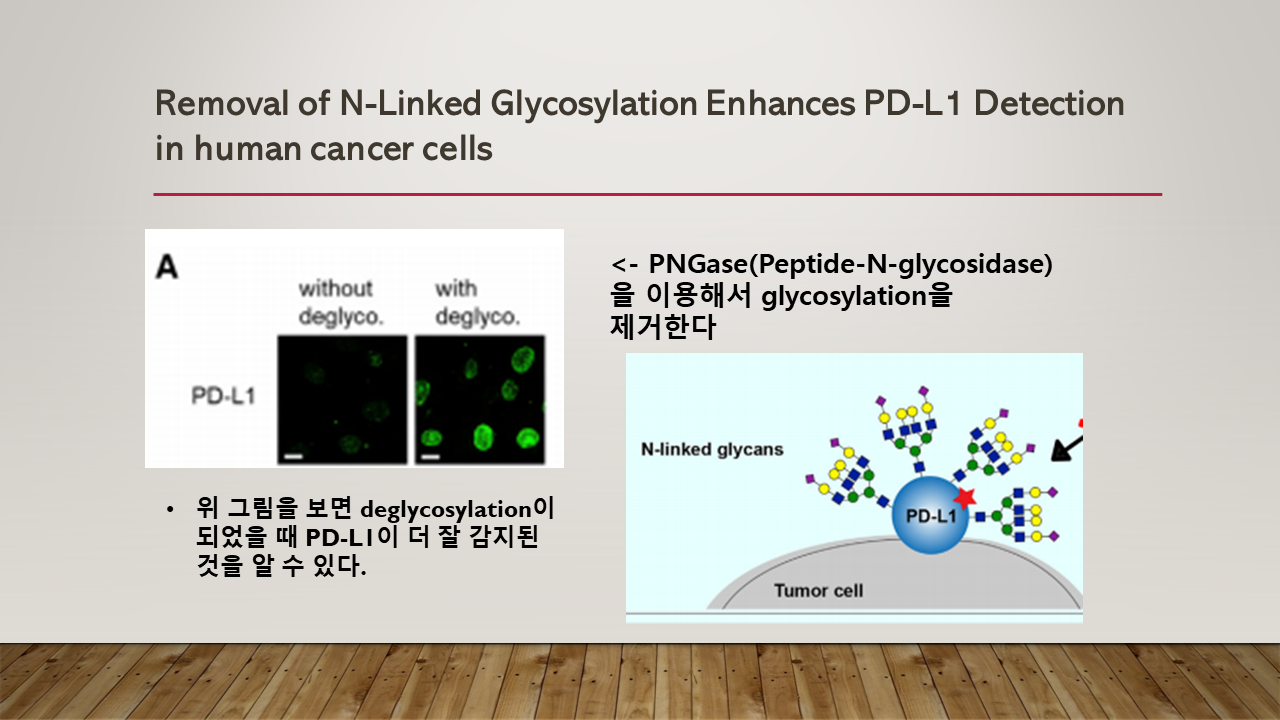 Removal of N-Linked Glycosylation Enhances PD-L1 Detection
in human cancer cells
A
without
deglyco.
with
deglyco.
PD-L1
• 위 그림을 보면 deglycosylation이
되었을 때 PD-L1이 더 잘 감지된
것을 알 수 있다.
<- PNGase(Peptide-N-glycosidase)
을 이용해서 glycosylation을
제거한다
N-linked glycans
PD-L1
Tumor cell